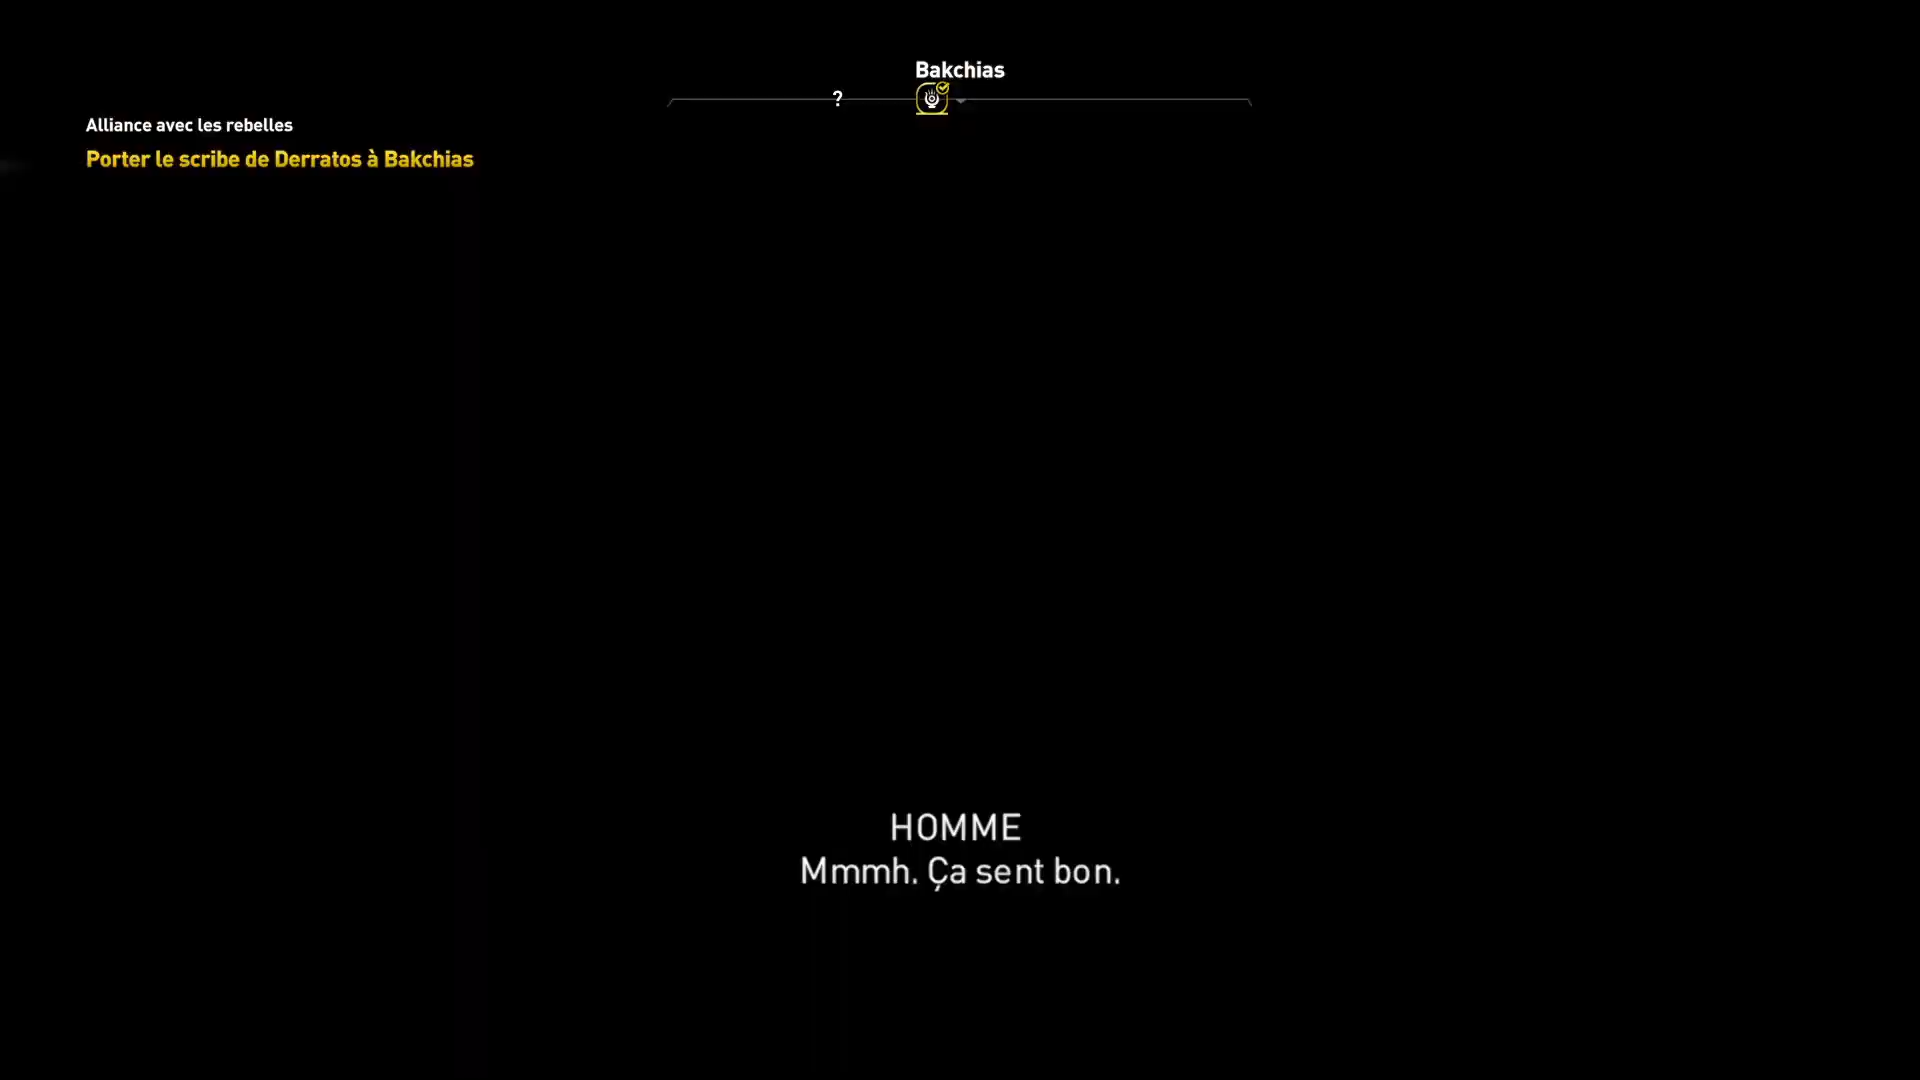 Bakchias
?
Alliance avec les rebelles
Porter le scribe de Derratos à Bakchias
HOMME
Mmmh. Ça sent bon.